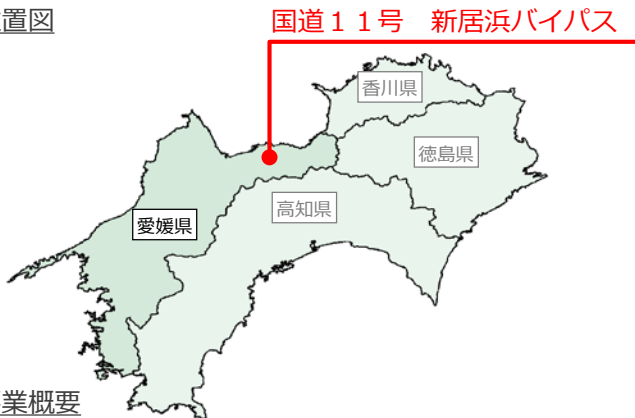 置図
国道１１号　新居浜バイパス
香川県
徳島県
高知県
愛媛県
業概要